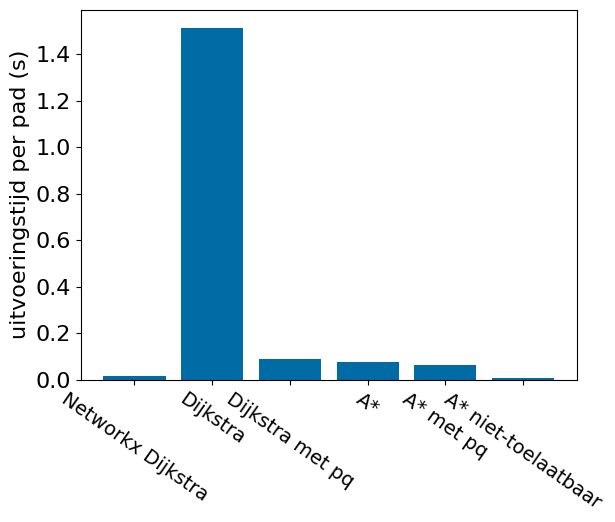 uitvoeringstijd per pad (s)
1.4
1.2
1.0
0.8
0.6
0.4
0.2
0.0
Networkx Dijkstra
Dijkstra
Dijkstra met pq
A*
A* met pq
A* niet-toelaatbaar